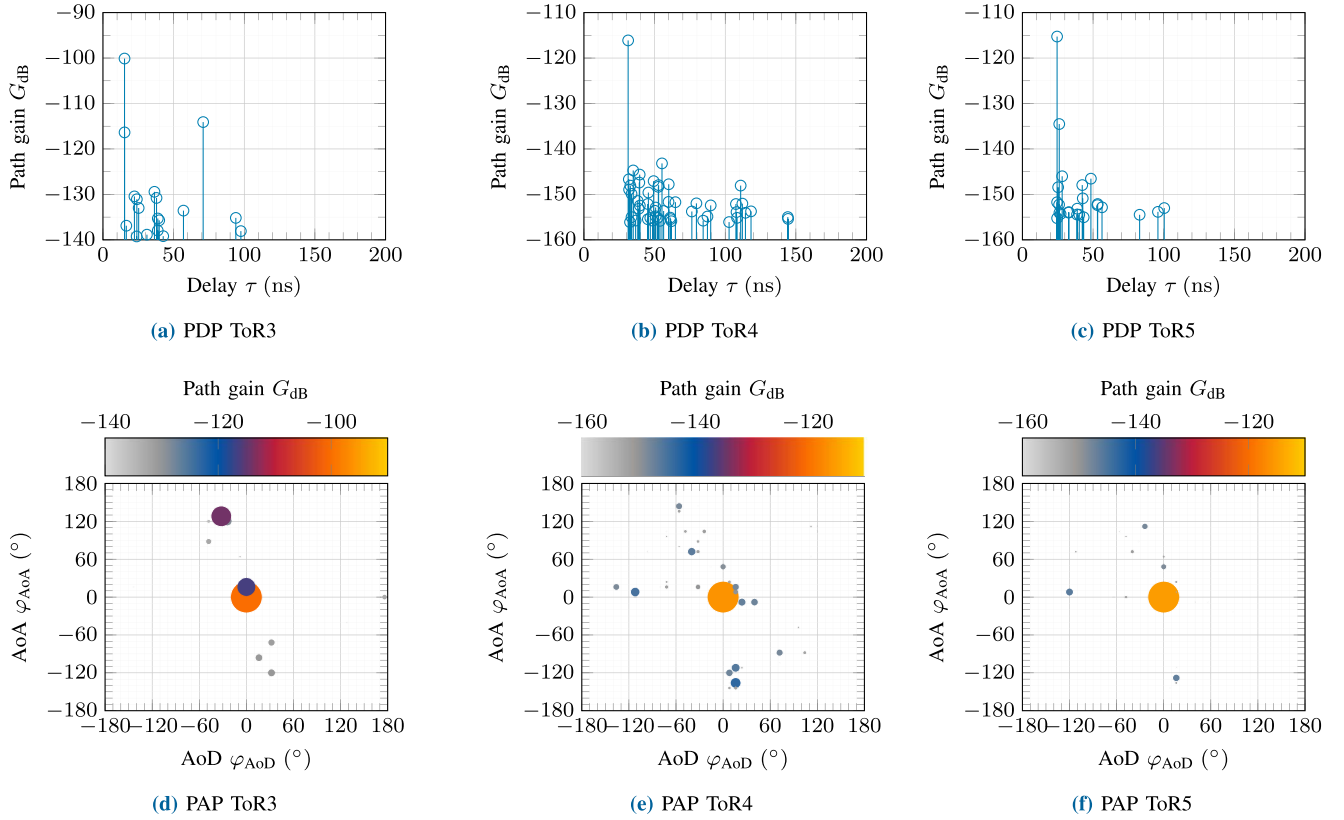 Path gain G_dB
−90
−100
−110
−120
−130
−140
0 50 100 150 200
Delay τ (ns)
(a) PDP ToR3
Path gain G_dB
−110
−120
−130
−140
−150
−160
0 50 100 150 200
Delay τ (ns)
(b) PDP ToR4
Path gain G_dB
−110
−120
−130
−140
−150
−160
0 50 100 150 200
Delay τ (ns)
(c) PDP ToR5
Path gain G_dB
−140 −120 −100
AoA φ_AoA (°)
180
120
60
0
−60
−120
−180
−180 −120 −60 0 60 120 180
AoD φ_AoD (°)
(d) PAP ToR3
Path gain G_dB
−160 −140 −120
AoA φ_AoA (°)
180
120
60
0
−60
−120
−180
−180 −120 −60 0 60 120 180
AoD φ_AoD (°)
(e) PAP ToR4
Path gain G_dB
−160 −140 −120
AoA φ_AoA (°)
180
120
60
0
−60
−120
−180
−180 −120 −60 0 60 120 180
AoD φ_AoD (°)
(f) PAP ToR5